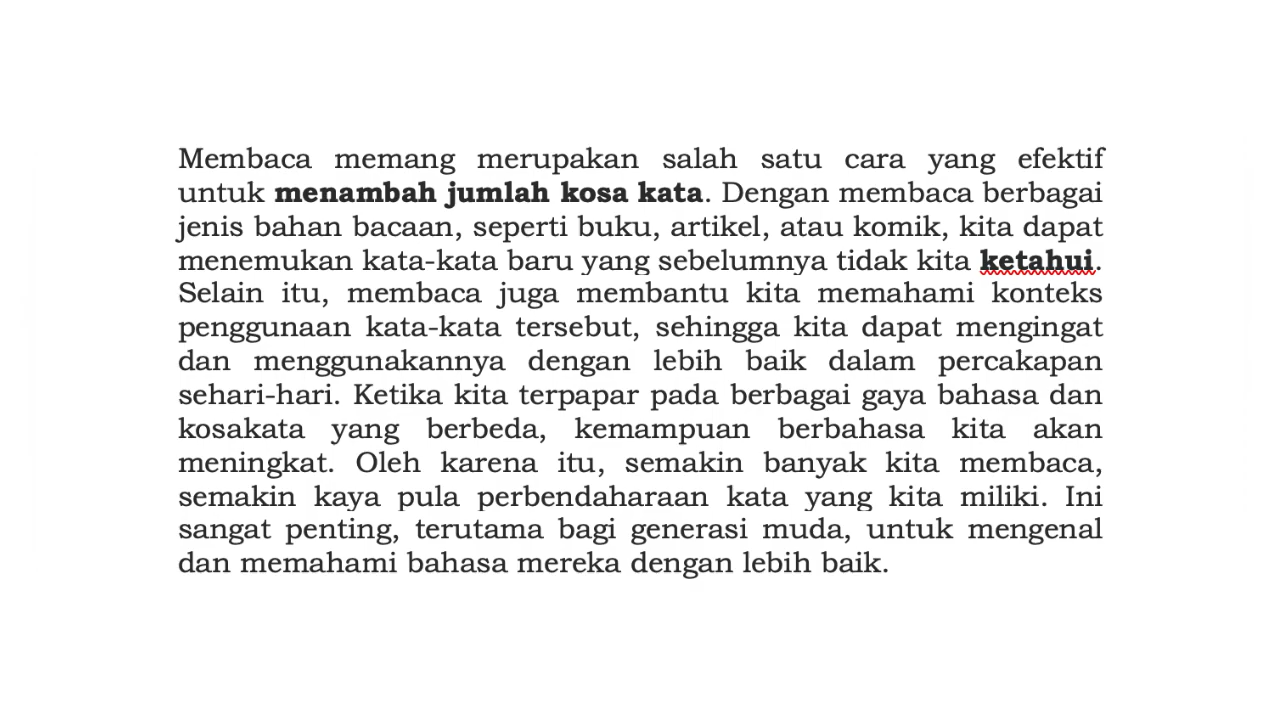 Membaca memang merupakan salah satu cara yang efektif
untuk menambah jumlah kosa kata. Dengan membaca berbagai
jenis bahan bacaan, seperti buku, artikel, atau komik, kita dapat
menemukan kata-kata baru yang sebelumnya tidak kita ketahui.
Selain itu, membaca juga membantu kita memahami konteks
penggunaan kata-kata tersebut, sehingga kita dapat mengingat
dan menggunakannya dengan lebih baik dalam percakapan
sehari-hari. Ketika kita terpapar pada berbagai gaya bahasa dan
kosakata yang berbeda, kemampuan berbahasa kita akan
meningkat. Oleh karena itu, semakin banyak kita membaca,
semakin kaya pula perbendaharaan kata yang kita miliki. Ini
sangat penting, terutama bagi generasi muda, untuk mengenal
dan memahami bahasa mereka dengan lebih baik.